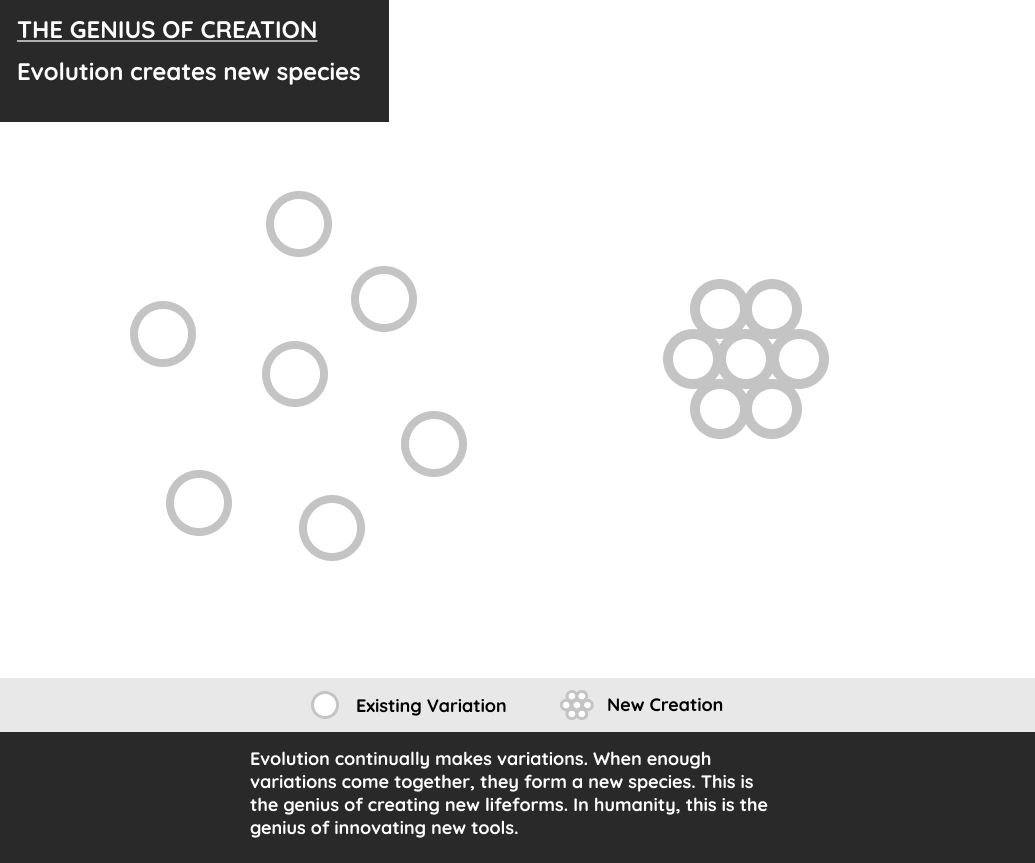 THE GENIUS OF CREATION
Evolution creates new species
Existing Variation
New Creation
Evolution continually makes variations. When enough
variations come together, they form a new species. This is
the genius of creating new lifeforms. In humanity, this is the
genius of innovating new tools.